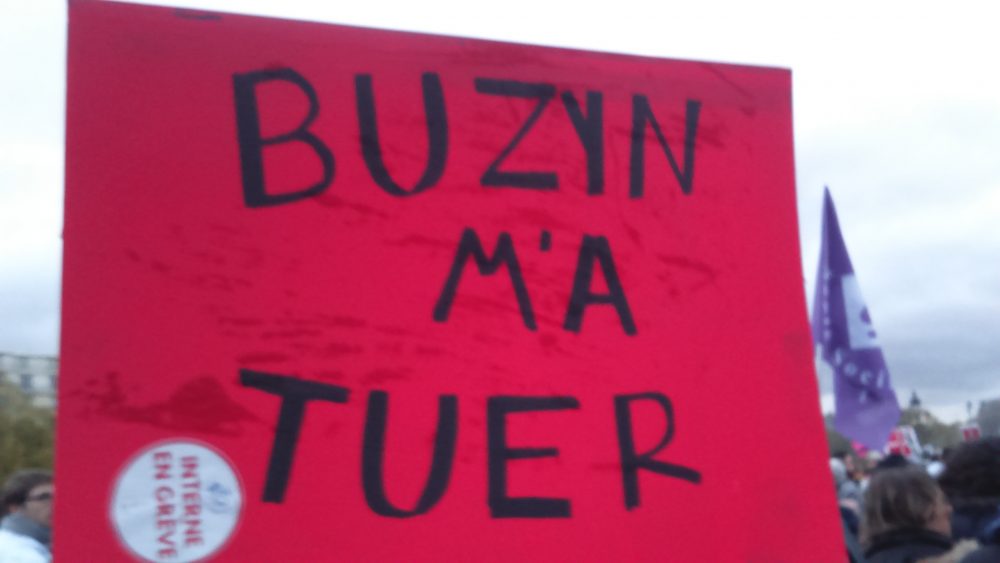 BUZYN
M'A
TUER
INTERNE
EN GRÈVE